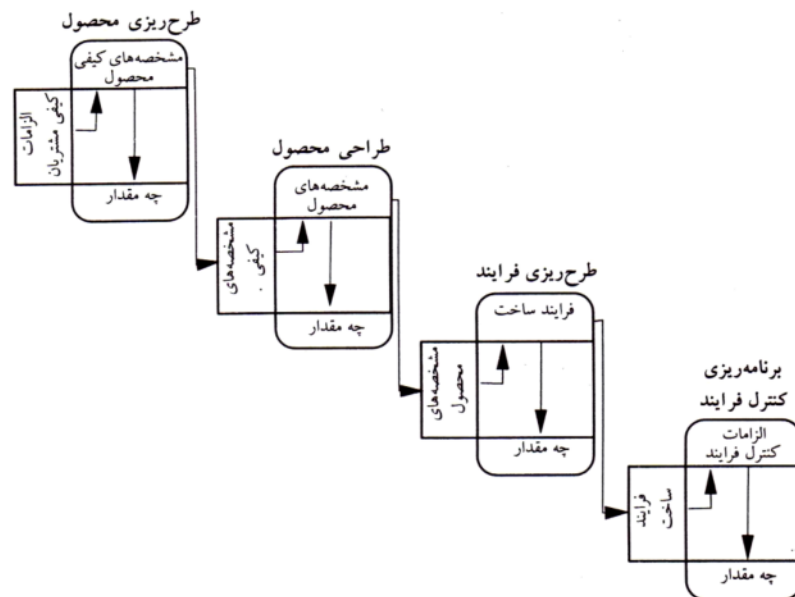 طرح‌ریزی محصول
مشخصه‌های کیفی
محصول
الزامات
کیفی مشتریان
چه مقدار
طراحی محصول
مشخصه‌های
محصول
مشخصه‌های
کیفی .
چه مقدار
طرح‌ریزی فرایند
فرایند ساخت
مشخصه‌های
محصول
چه مقدار
برنامه‌ریزی
کنترل فرایند
الزامات
کنترل فرایند
فرایند
ساخت
چه مقدار